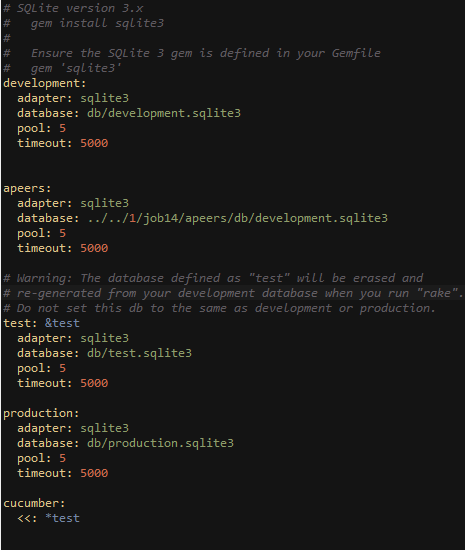 # SQLite version 3.x
#   gem install sqlite3
#
#   Ensure the SQLite 3 gem is defined in your Gemfile
#   gem 'sqlite3'
development:
  adapter: sqlite3
  database: db/development.sqlite3
  pool: 5
  timeout: 5000
apeers:
  adapter: sqlite3
  database: ../../1/job14/apeers/db/development.sqlite3
  pool: 5
  timeout: 5000
# Warning: The database defined as "test" will be erased and
# re-generated from your development database when you run "rake".
# Do not set this db to the same as development or production.
test: &test
  adapter: sqlite3
  database: db/test.sqlite3
  pool: 5
  timeout: 5000
production:
  adapter: sqlite3
  database: db/production.sqlite3
  pool: 5
  timeout: 5000
cucumber:
  <<: *test